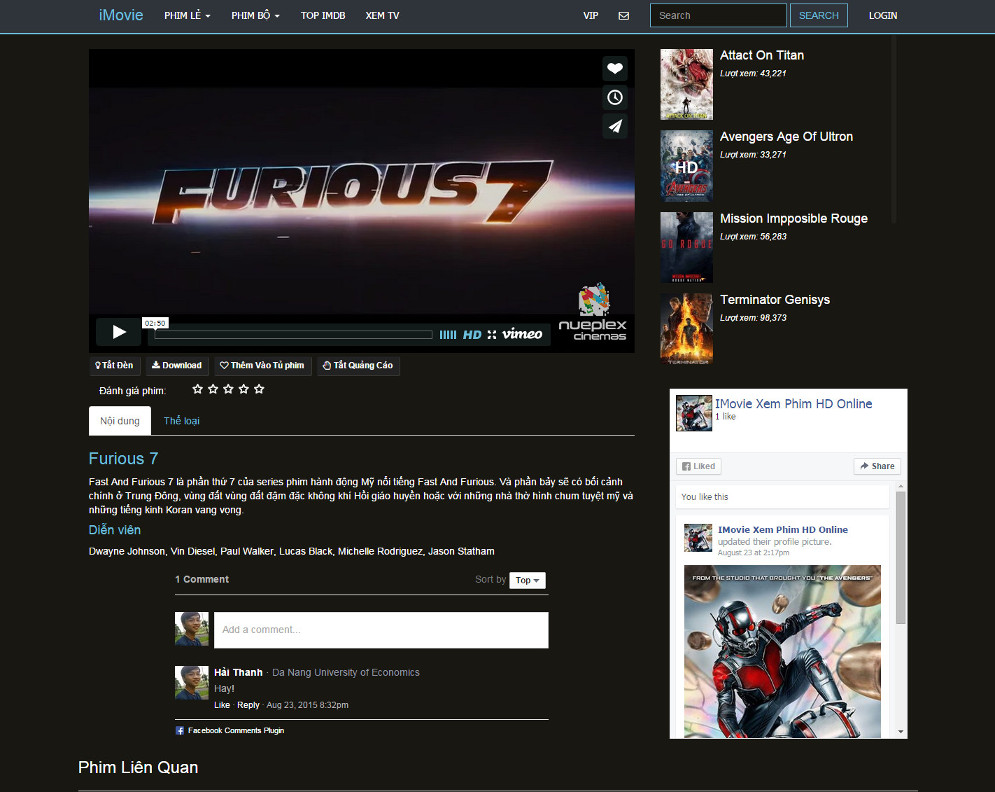 iMovie PHIM LẺ PHIM BỘ TOP IMDB XEM TV VIP Search SEARCH LOGIN
FURIOUS 7
02:50
HD vimeo
nueplex
cinemas
Tắt Đèn Download Thêm Vào Tủ phim Tắt Quảng Cáo
Đánh giá phim:
Nội dung Thể loại
Furious 7
Fast And Furious 7 là phần thứ 7 của series phim hành động Mỹ nổi tiếng Fast And Furious. Và phần bảy sẽ có bối cảnh
chính ở Trung Đông, vùng đất vùng đất đậm đặc không khí Hồi giáo huyền hoặc với những nhà thờ hình chum tuyệt mỹ và
những tiếng kinh Koran vang vọng.
Diễn viên
Dwayne Johnson, Vin Diesel, Paul Walker, Lucas Black, Michelle Rodriguez, Jason Statham
1 Comment Sort by Top
Add a comment...
Hải Thanh · Da Nang University of Economics
Hay!
Like · Reply · Aug 23, 2015 8:32pm
Facebook Comments Plugin
Phim Liên Quan
Attact On Titan
Lượt xem: 43,221
HD
AVENGERS
Avengers Age Of Ultron
Lượt xem: 33,271
GO ROGUE
Mission Impposible Rouge
Lượt xem: 56,283
TERMINATOR
Terminator Genisys
Lượt xem: 98,373
IMovie Xem Phim HD Online
1 like
Liked Share
You like this
IMovie Xem Phim HD Online
updated their profile picture.
August 23 at 2:17pm
FROM THE STUDIO THAT BROUGHT YOU "THE AVENGERS"